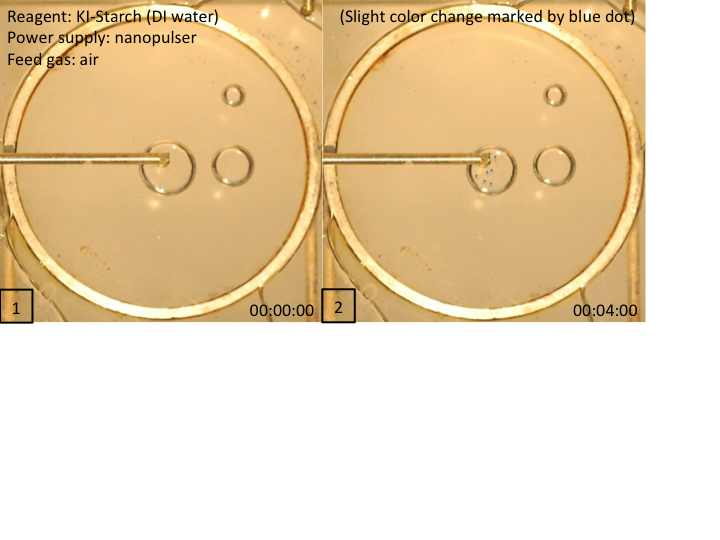 Reagent: KI-Starch (DI water)
Power supply: nanopulser
Feed gas: air
(Slight color change marked by blue dot)
1
00:00:00
2
00:04:00